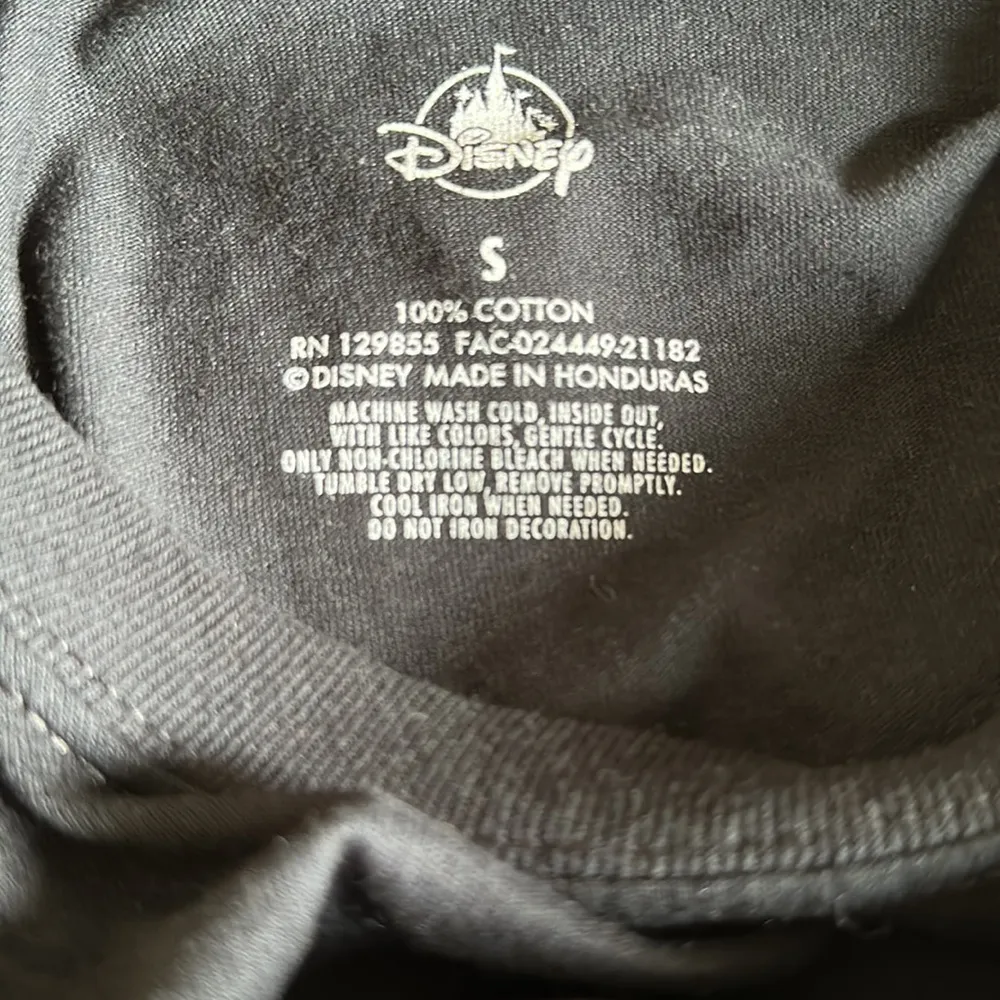 Disney
S
100% COTTON
RN 129855 FAC-024449-21182
© DISNEY MADE IN HONDURAS
MACHINE WASH COLD, INSIDE OUT,
WITH LIKE COLORS, GENTLE CYCLE.
ONLY NON-CHLORINE BLEACH WHEN NEEDED.
TUMBLE DRY LOW, REMOVE PROMPTLY.
COOL IRON WHEN NEEDED.
DO NOT IRON DECORATION.